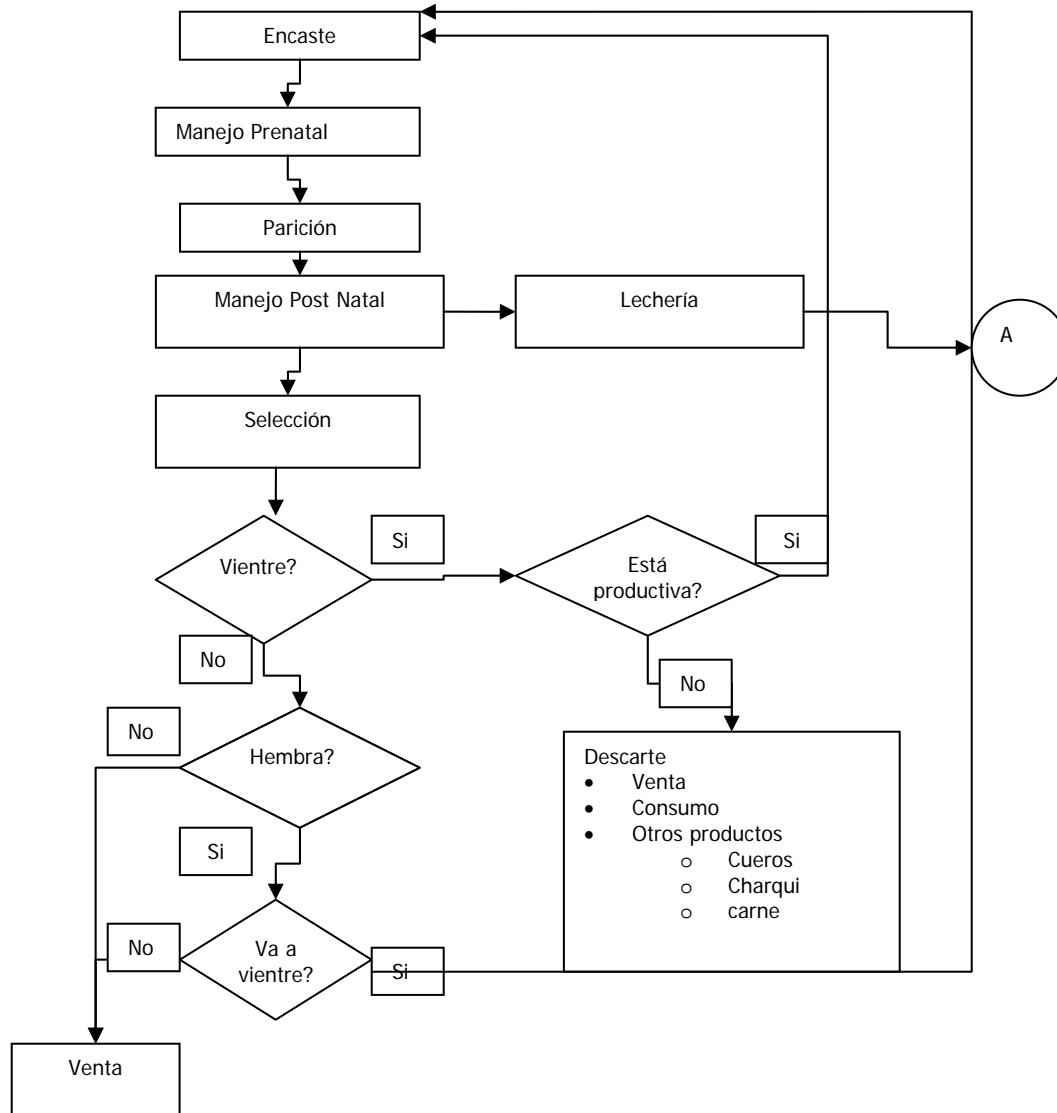 Encaste
Manejo Prenatal
Parición
Manejo Post Natal
Lechería
A
Selección
Vientre?
Si
Está
productiva?
Si
No
No
No
Hembra?
Descarte
• Venta
• Consumo
• Otros productos
o Cueros
o Charqui
o carne
Si
No
Va a
vientre?
Si
Venta